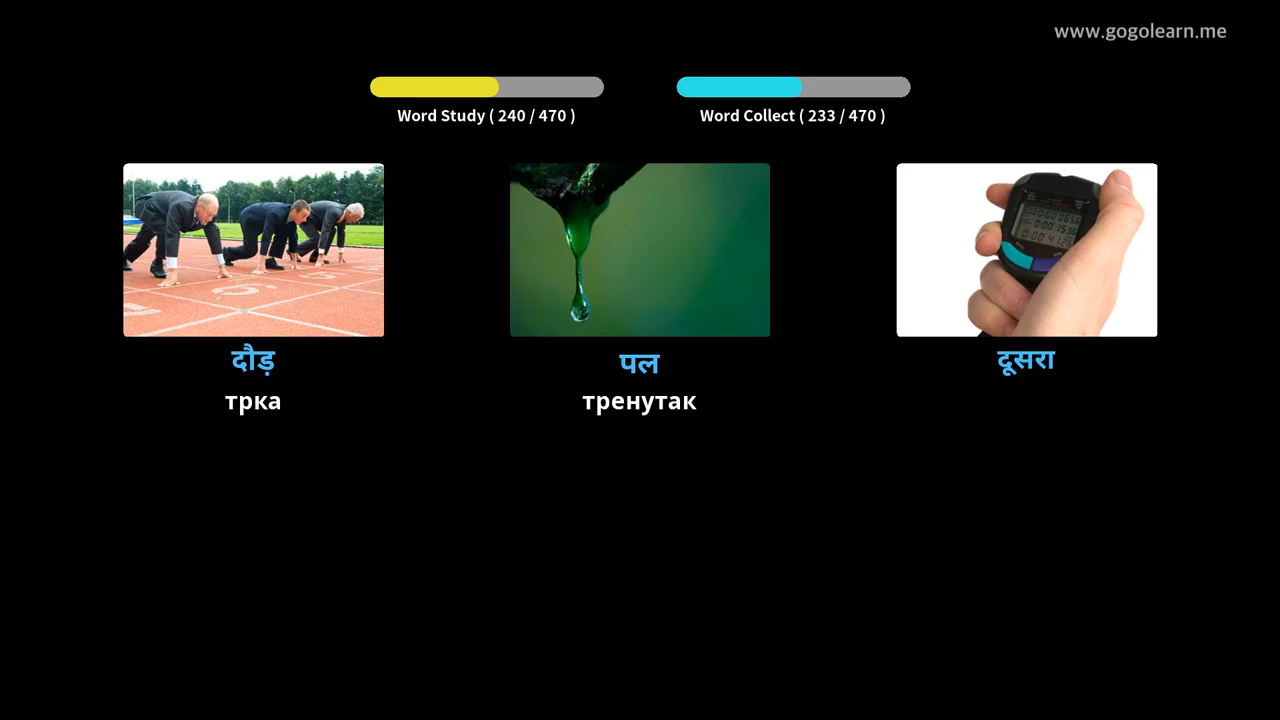 www.gogolearn.me
Word Study ( 240 / 470 )
Word Collect ( 233 / 470 )
दौड़
पल
दूसरा
трка
тренутак